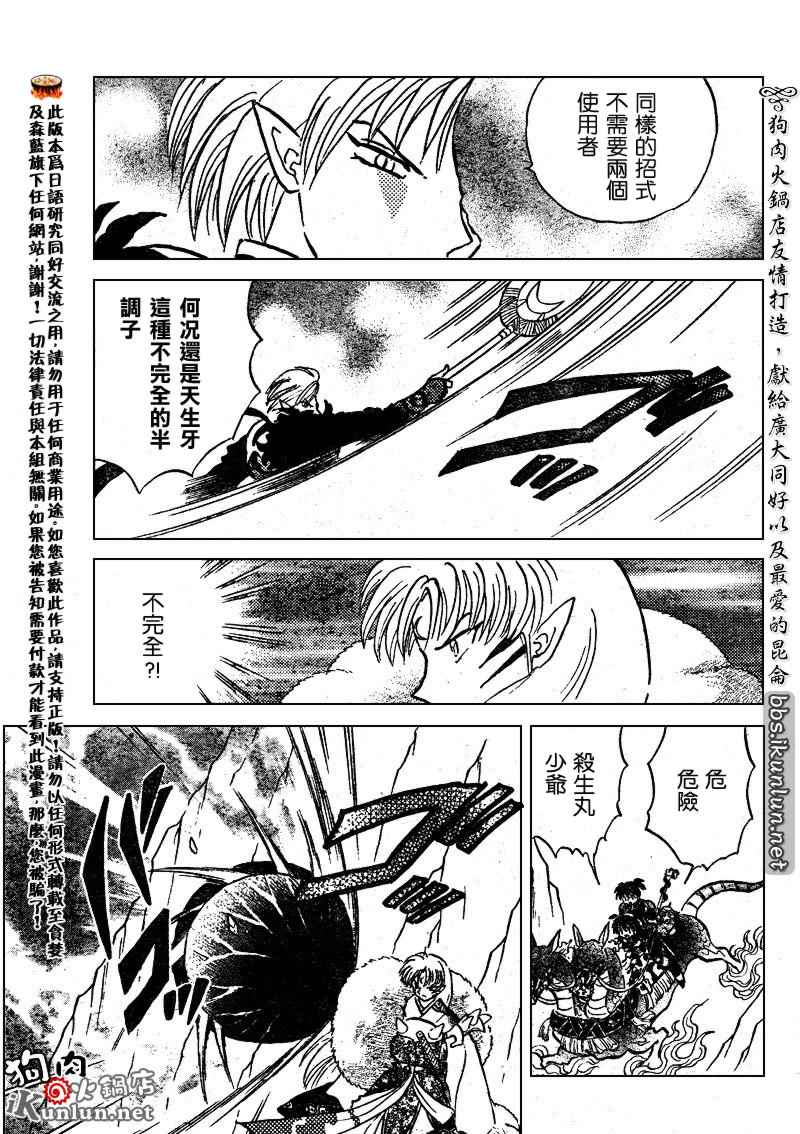 同樣的招式
不需要兩個
使用者
何況還是天生牙
這種不完全的半
調子
不完全?!
危險
殺生丸
少爺
狗肉火鍋店友情打造，獻給廣大同好以及最愛的昆侖
bbs.ikunlun.net
此版本爲日語研究同好交流之用，請勿用于任何商業用途。如您喜歡此作品，請支持正版！請勿以任何形式轉載至貪婪
及森藍旗下任何網站，謝謝！一切法律責任與本組無關。如果您被告知需要付款才能看到此漫畫，那麼，您被騙了！
狗肉
火鍋店
iKunlun.net